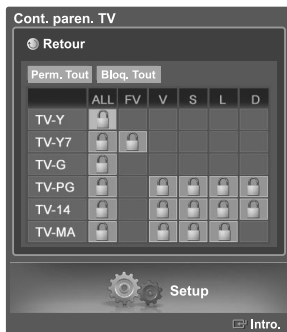 Cont. paren. TV
Retour
Perm. Tout Bloq. Tout
ALL FV V S L D
TV-Y
TV-Y7
TV-G
TV-PG
TV-14
TV-MA
Setup
Intro.